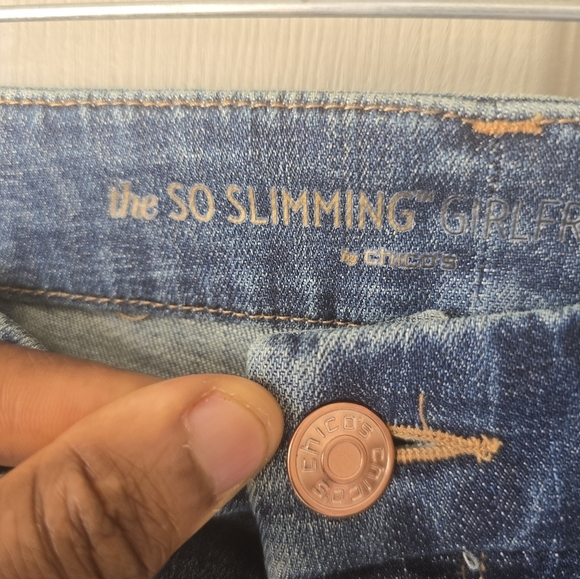 the SO SLIMMING™ GIRLFR
by chico's
CHICO'S CHICO'S